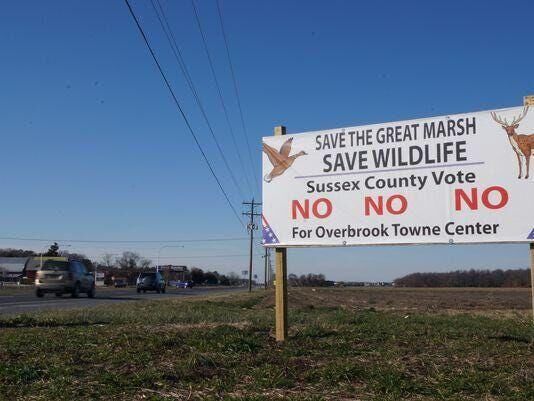 SAVE THE GREAT MARSH
SAVE WILDLIFE
Sussex County Vote
NO NO NO
For Overbrook Towne Center